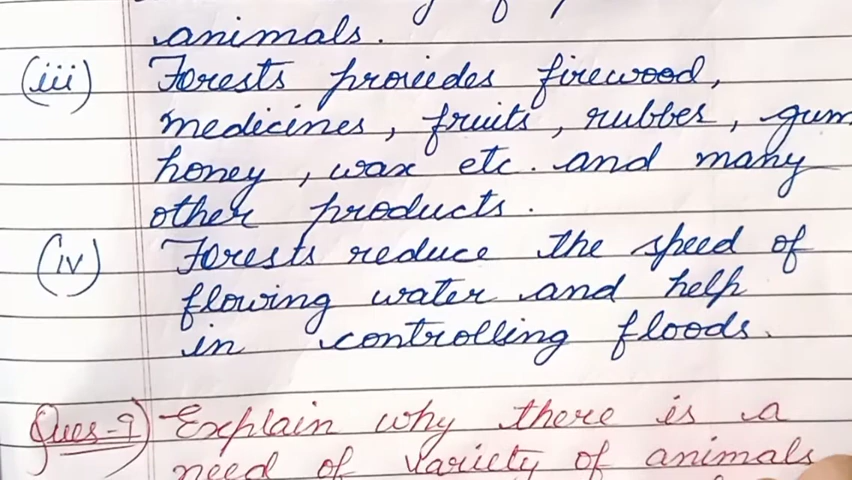 animals.
(iii) Forests provides firewood,
medicines, fruits, rubber, gum
honey, wax etc. and many
other products.
(iv) Forests reduce the speed of
flowing water and help
in controlling floods.
Ques-9) Explain why there is a
need of variety of animals